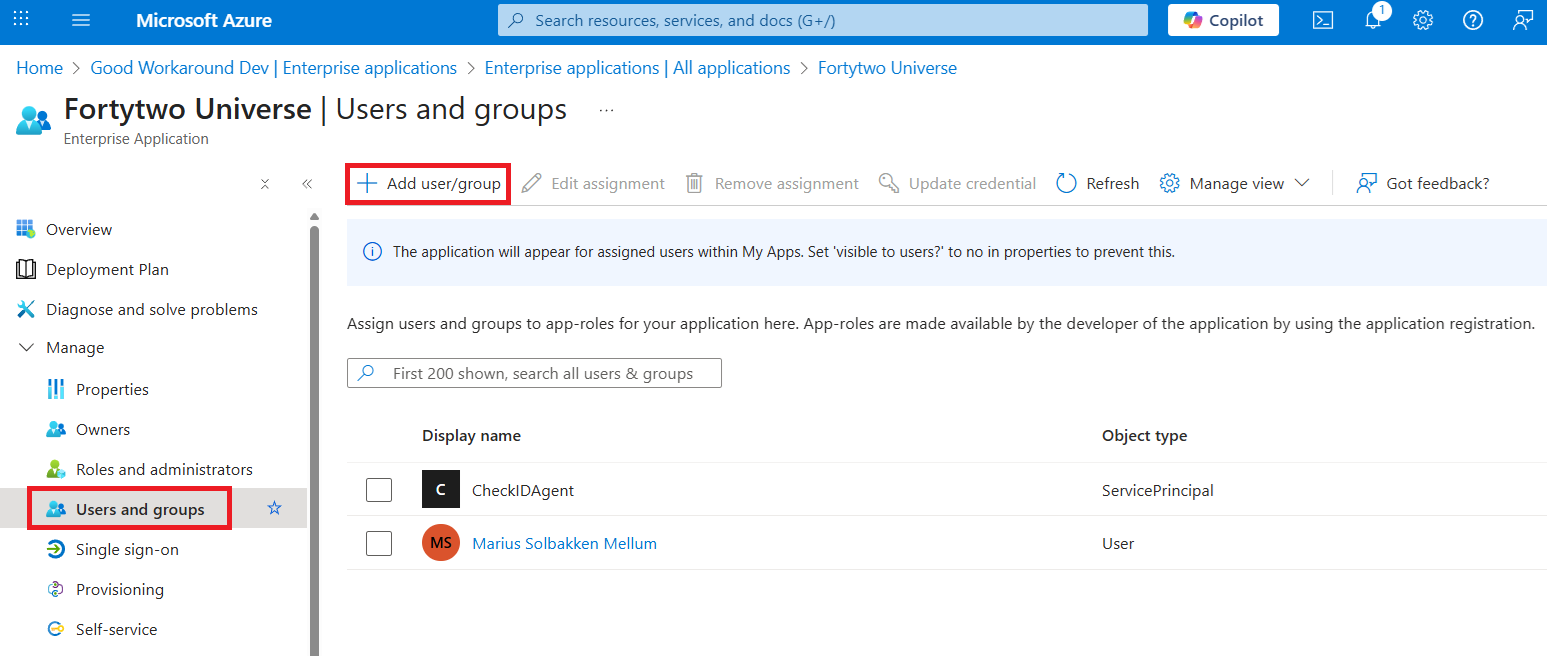 Microsoft Azure
Search resources, services, and docs (G+/)
Copilot
1
Home > Good Workaround Dev | Enterprise applications > Enterprise applications | All applications > Fortytwo Universe
Fortytwo Universe | Users and groups ...
Enterprise Application
Add user/group Edit assignment Remove assignment Update credential Refresh Manage view Got feedback?
Overview
Deployment Plan
Diagnose and solve problems
Manage
Properties
Owners
Roles and administrators
Users and groups
Single sign-on
Provisioning
Self-service
The application will appear for assigned users within My Apps. Set 'visible to users?' to no in properties to prevent this.
Assign users and groups to app-roles for your application here. App-roles are made available by the developer of the application by using the application registration.
First 200 shown, search all users & groups
Display name Object type
C CheckIDAgent ServicePrincipal
MS Marius Solbakken Mellum User